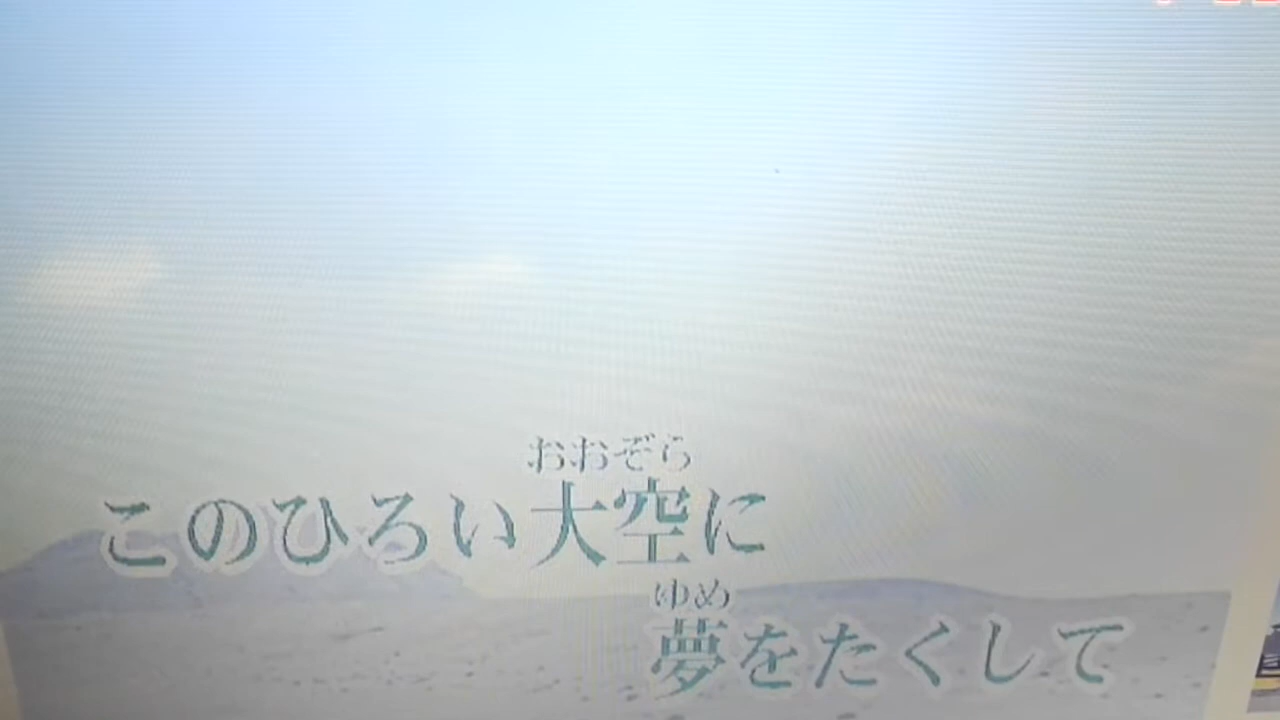 おおぞら
このひろい大空に
ゆめ
夢をたくして